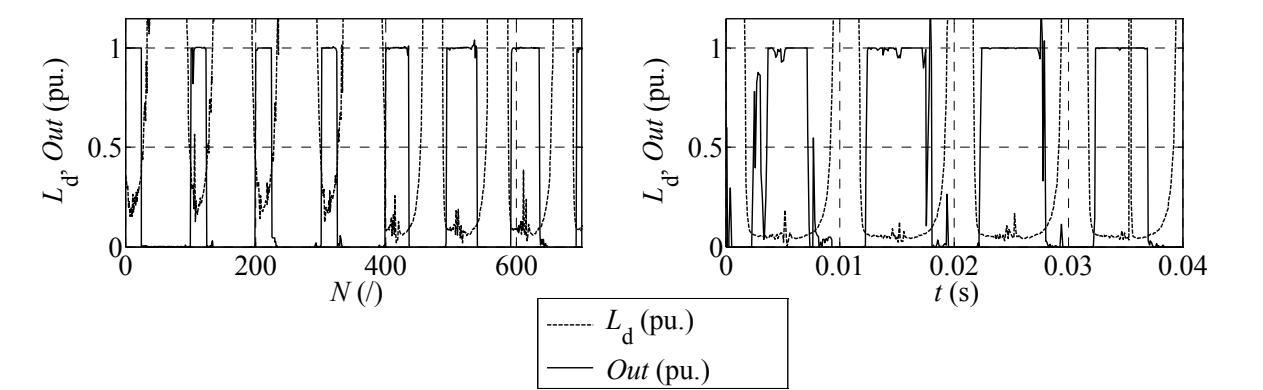 L_d, Out (pu.)
1
0.5
0
0 200 400 600
N (/)
L_d, Out (pu.)
1
0.5
0
0 0.01 0.02 0.03 0.04
t (s)
L_d (pu.)
Out (pu.)